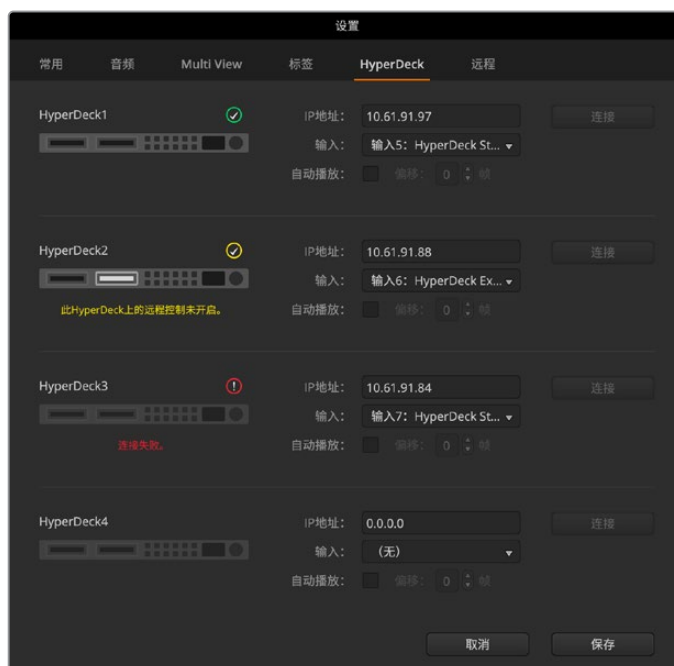 设置
常用 音频 Multi View 标签 HyperDeck 远程
HyperDeck1 IP地址： 10.61.91.97 连接
输入： 输入5：HyperDeck St...
自动播放： 偏移： 0 帧
HyperDeck2 IP地址： 10.61.91.88 连接
输入： 输入6：HyperDeck Ex...
此HyperDeck上的远程控制未开启。 自动播放： 偏移： 0 帧
HyperDeck3 IP地址： 10.61.91.84 连接
输入： 输入7：HyperDeck St...
连接失败。 自动播放： 偏移： 0 帧
HyperDeck4 IP地址： 0.0.0.0 连接
输入： （无）
自动播放： 偏移： 0 帧
取消 保存